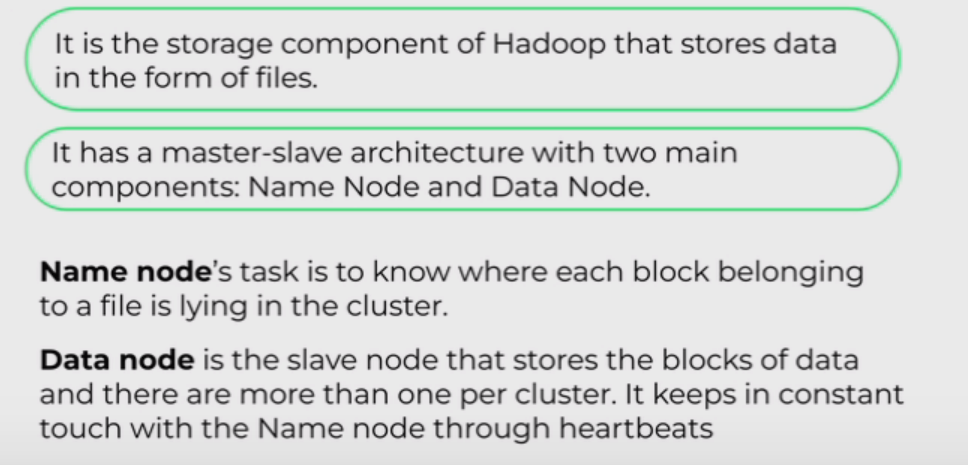 It is the storage component of Hadoop that stores data
in the form of files.
It has a master-slave architecture with two main
components: Name Node and Data Node.
Name node's task is to know where each block belonging
to a file is lying in the cluster.
Data node is the slave node that stores the blocks of data
and there are more than one per cluster. It keeps in constant
touch with the Name node through heartbeats